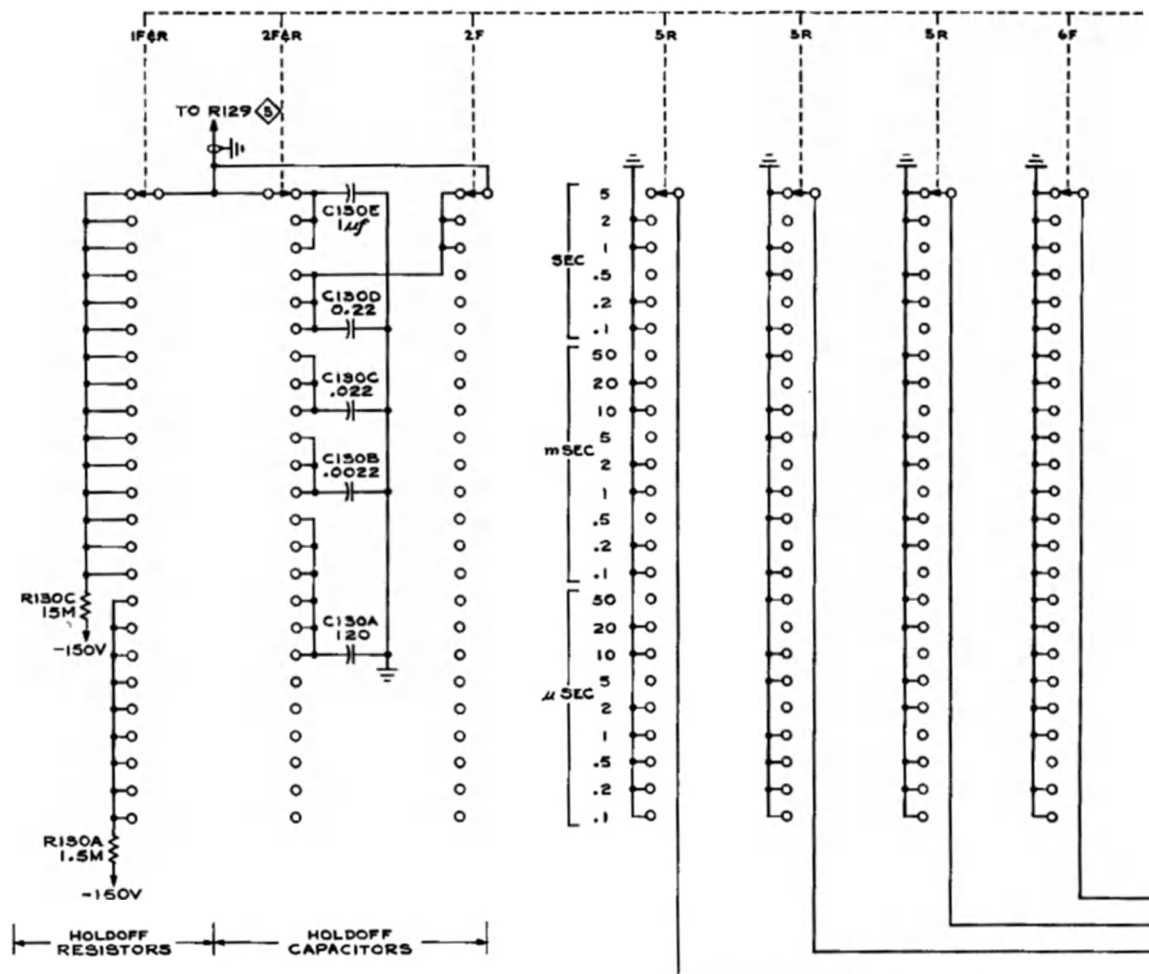 1F&R 2F&R 2F 5R 5R 5R 6F
TO R129 5
C130E
1μf
C130D
0.22
C130C
.022
C130B
.0022
C130A
120
R130C
15M
-150V
R130A
1.5M
-150V
SEC
5
2
1
.5
.2
.1
mSEC
50
20
10
5
2
1
.5
.2
.1
μSEC
50
20
10
5
2
1
.5
.2
.1
HOLDOFF
RESISTORS
HOLDOFF
CAPACITORS